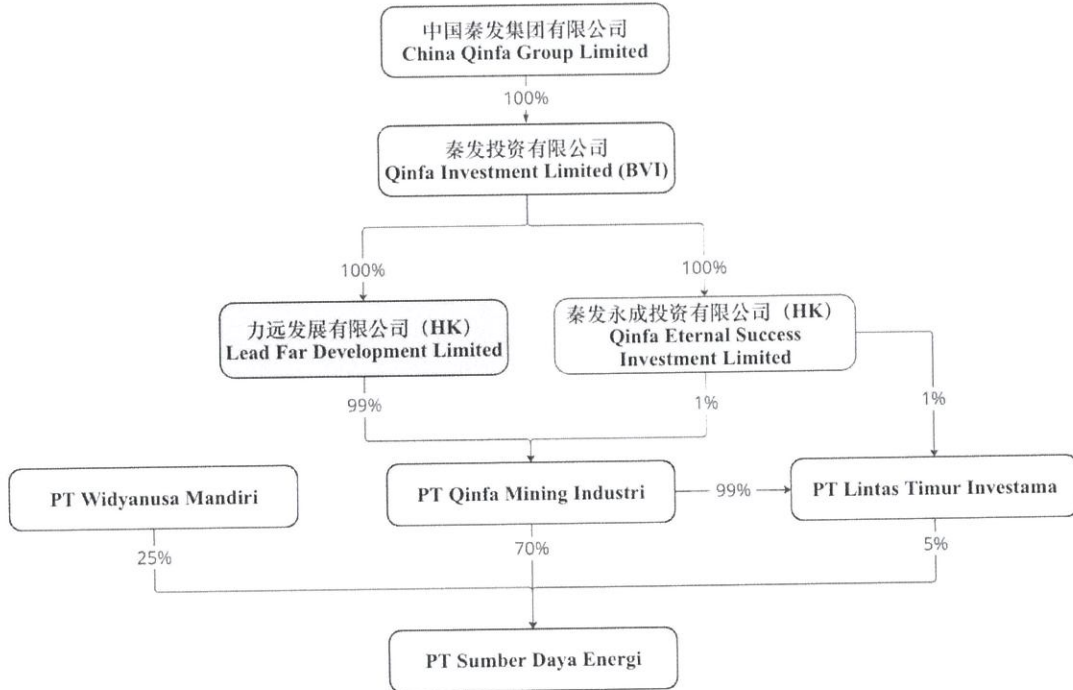 中国秦发集团有限公司
China Qinfa Group Limited
100%
秦发投资有限公司
Qinfa Investment Limited (BVI)
100%
100%
力远发展有限公司（HK）
Lead Far Development Limited
秦发永成投资有限公司（HK）
Qinfa Eternal Success
Investment Limited
99%
1%
1%
PT Widyanusa Mandiri
PT Qinfa Mining Industri
99%
PT Lintas Timur Investama
25%
70%
5%
PT Sumber Daya Energi